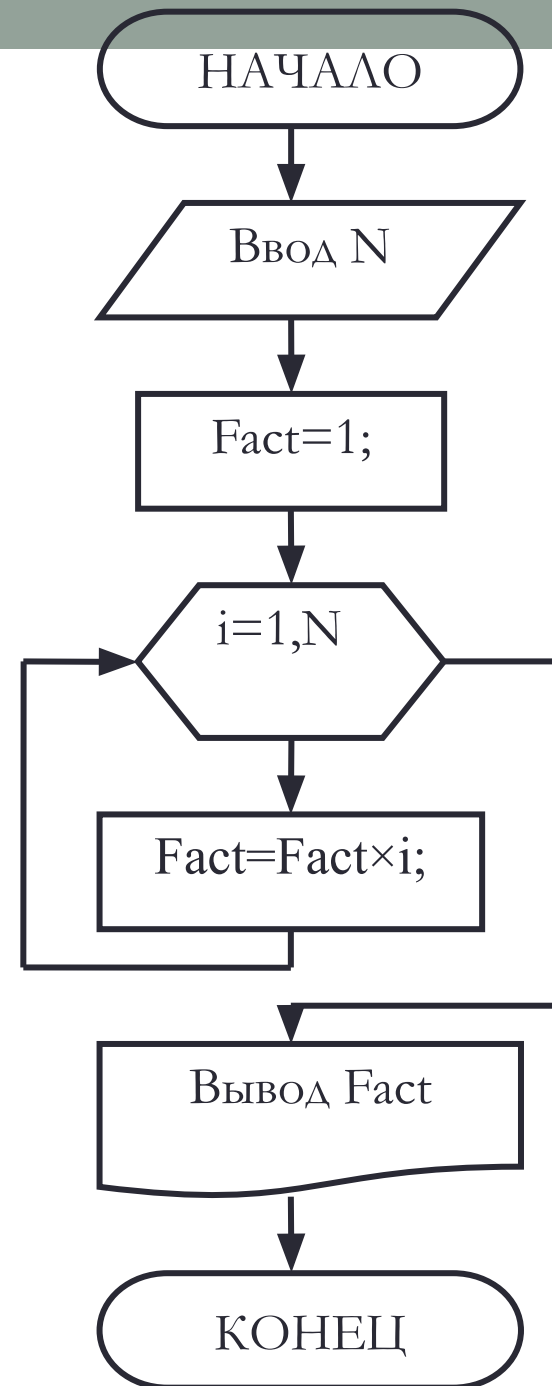 НАЧАЛО
Ввод N
Fact=1;
i=1,N
Fact=Fact×i;
Вывод Fact
КОНЕЦ